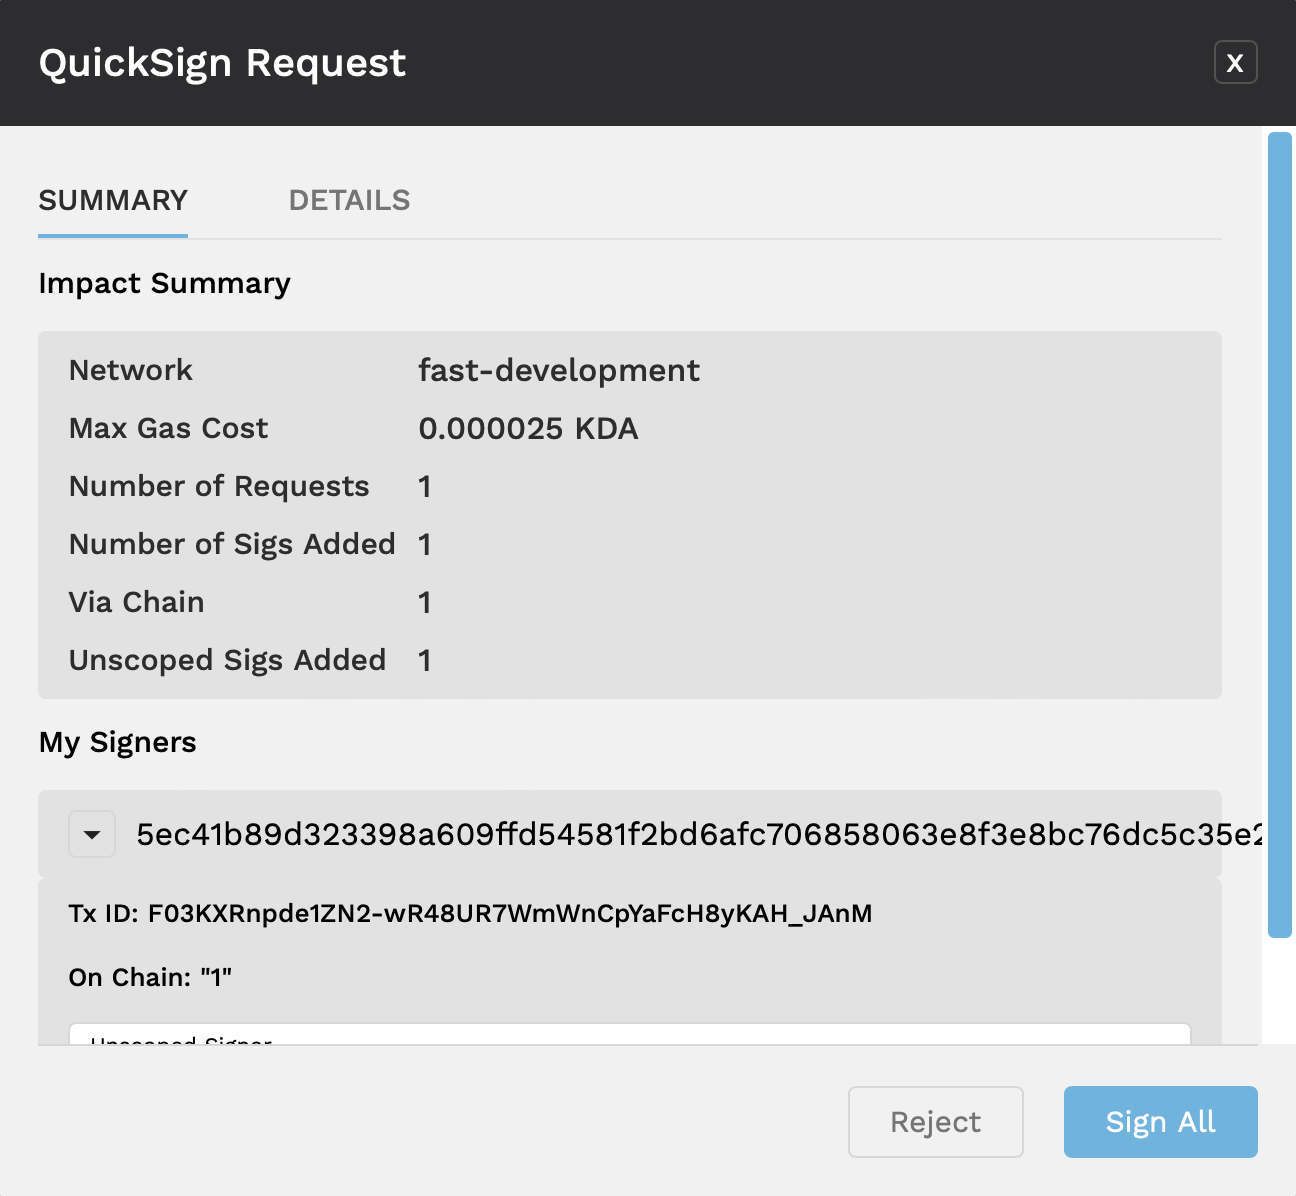 QuickSign Request
X
SUMMARY DETAILS
Impact Summary
Network fast-development
Max Gas Cost 0.000025 KDA
Number of Requests 1
Number of Sigs Added 1
Via Chain 1
Unscoped Sigs Added 1
My Signers
5ec41b89d323398a609ffd54581f2bd6afc706858063e8f3e8bc76dc5c35e2
Tx ID: F03KXRnpde1ZN2-wR48UR7WmWnCpYaFcH8yKAH_JAnM
On Chain: "1"
Unscoped Signer
Reject Sign All